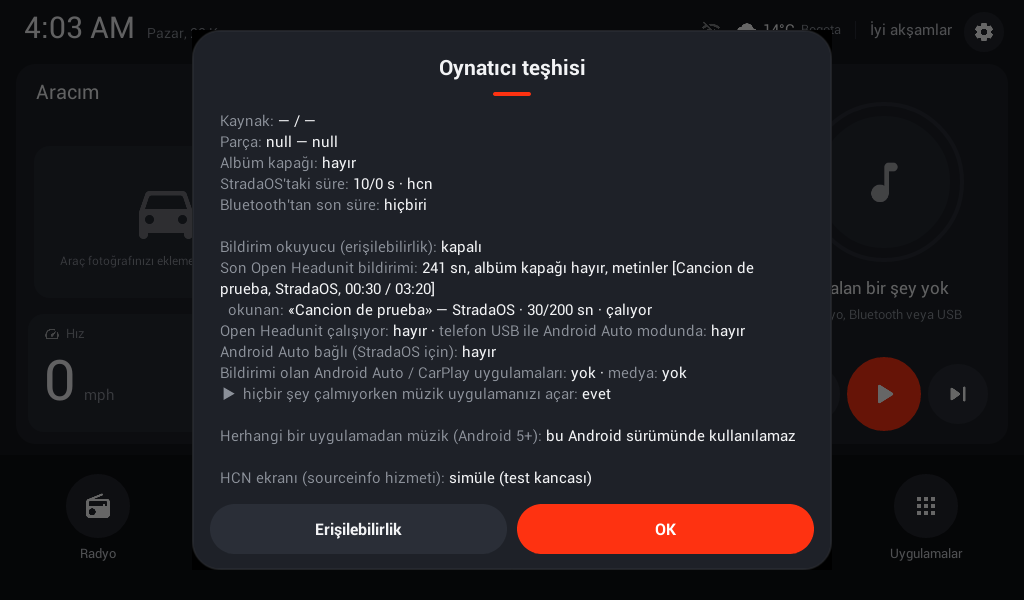 4:03 AM
Pazar,
14°C Bogota
İyi akşamlar
Aracım
Araç fotoğrafınızı ekleme
Hız
0 mph
Radyo
Oynatıcı teşhisi
Kaynak: — / —
Parça: null — null
Albüm kapağı: hayır
StradaOS'taki süre: 10/0 s · hcn
Bluetooth'tan son süre: hiçbiri
Bildirim okuyucu (erişilebilirlik): kapalı
Son Open Headunit bildirimi: 241 sn, albüm kapağı hayır, metinler [Cancion de
prueba, StradaOS, 00:30 / 03:20]
okunan: «Cancion de prueba» — StradaOS · 30/200 sn · çalıyor
Open Headunit çalışıyor: hayır · telefon USB ile Android Auto modunda: hayır
Android Auto bağlı (StradaOS için): hayır
Bildirimi olan Android Auto / CarPlay uygulamaları: yok · medya: yok
▶ hiçbir şey çalmıyorken müzik uygulamanızı açar: evet
Herhangi bir uygulamadan müzik (Android 5+): bu Android sürümünde kullanılamaz
HCN ekranı (sourceinfo hizmeti): simüle (test kancası)
Erişilebilirlik
OK
alan bir şey yok
yo, Bluetooth veya USB
Uygulamalar